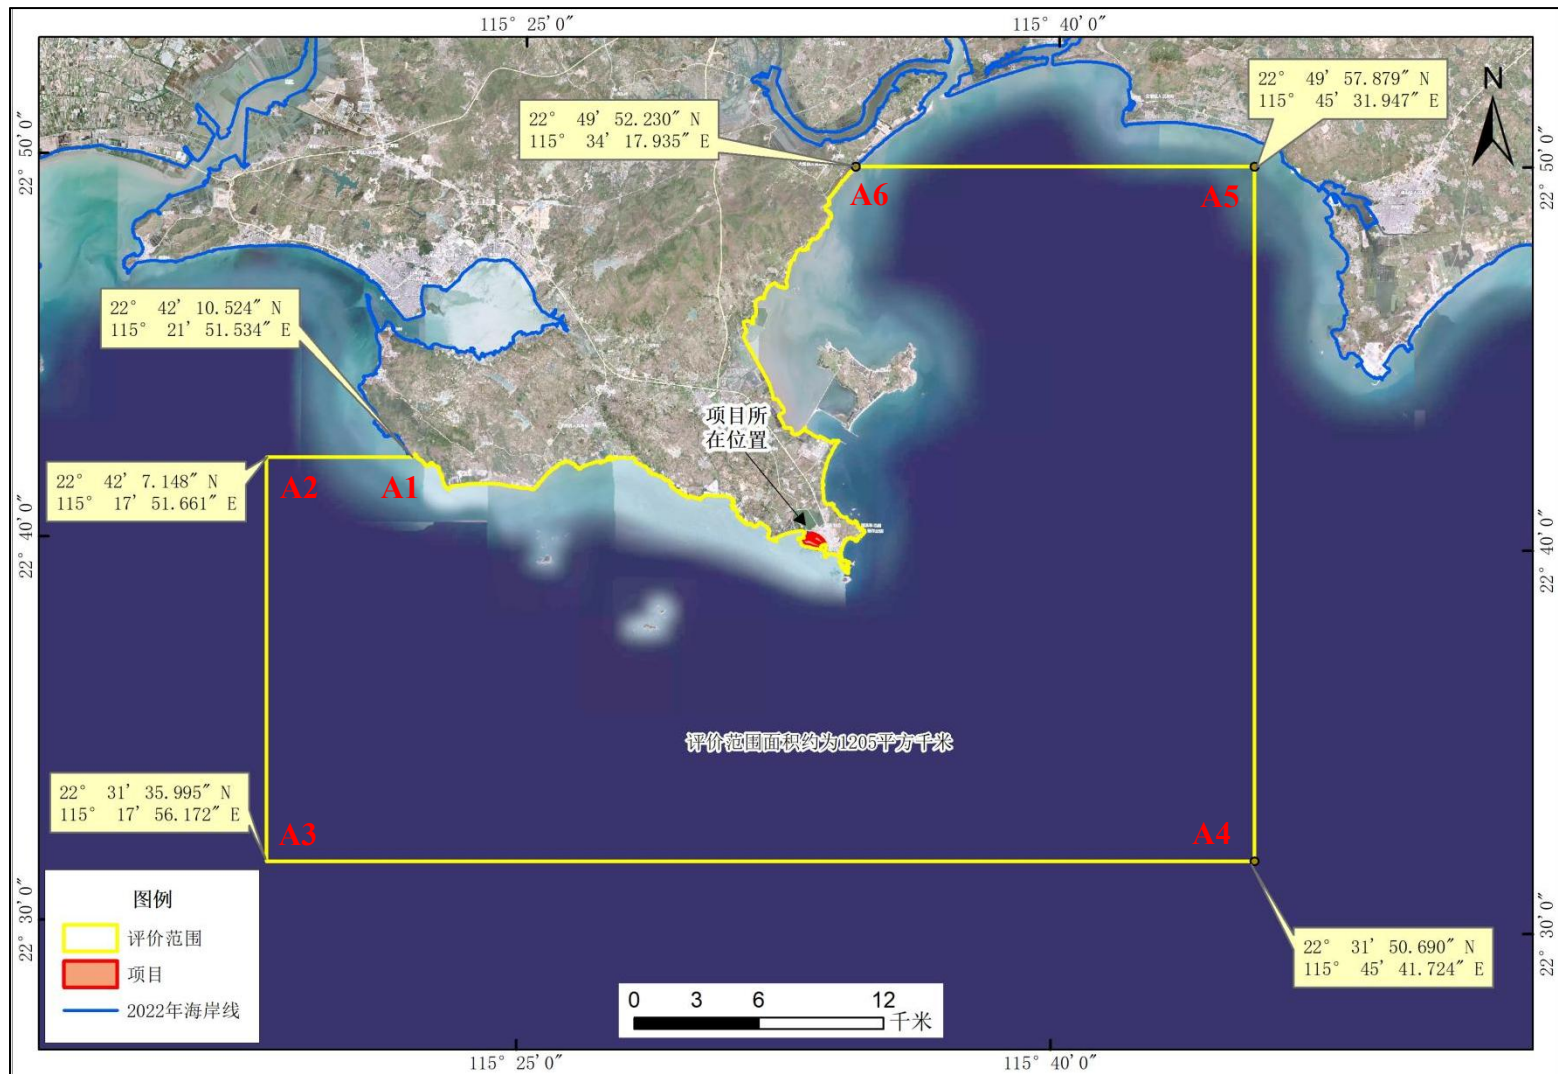 115° 25′ 0″
115° 40′ 0″
22° 49′ 57.879″ N
115° 45′ 31.947″ E
N
22° 49′ 52.230″ N
115° 34′ 17.935″ E
22° 50′ 0″
22° 50′ 0″
A6
A5
22° 42′ 10.524″ N
115° 21′ 51.534″ E
项目所
在位置
22° 42′ 7.148″ N
115° 17′ 51.661″ E
A2
A1
22° 40′ 0″
22° 40′ 0″
评价范围面积约为1205平方千米
22° 31′ 35.995″ N
115° 17′ 56.172″ E
A3
A4
图例
评价范围
项目
2022年海岸线
22° 30′ 0″
22° 30′ 0″
22° 31′ 50.690″ N
115° 45′ 41.724″ E
0 3 6 12
千米
115° 25′ 0″
115° 40′ 0″